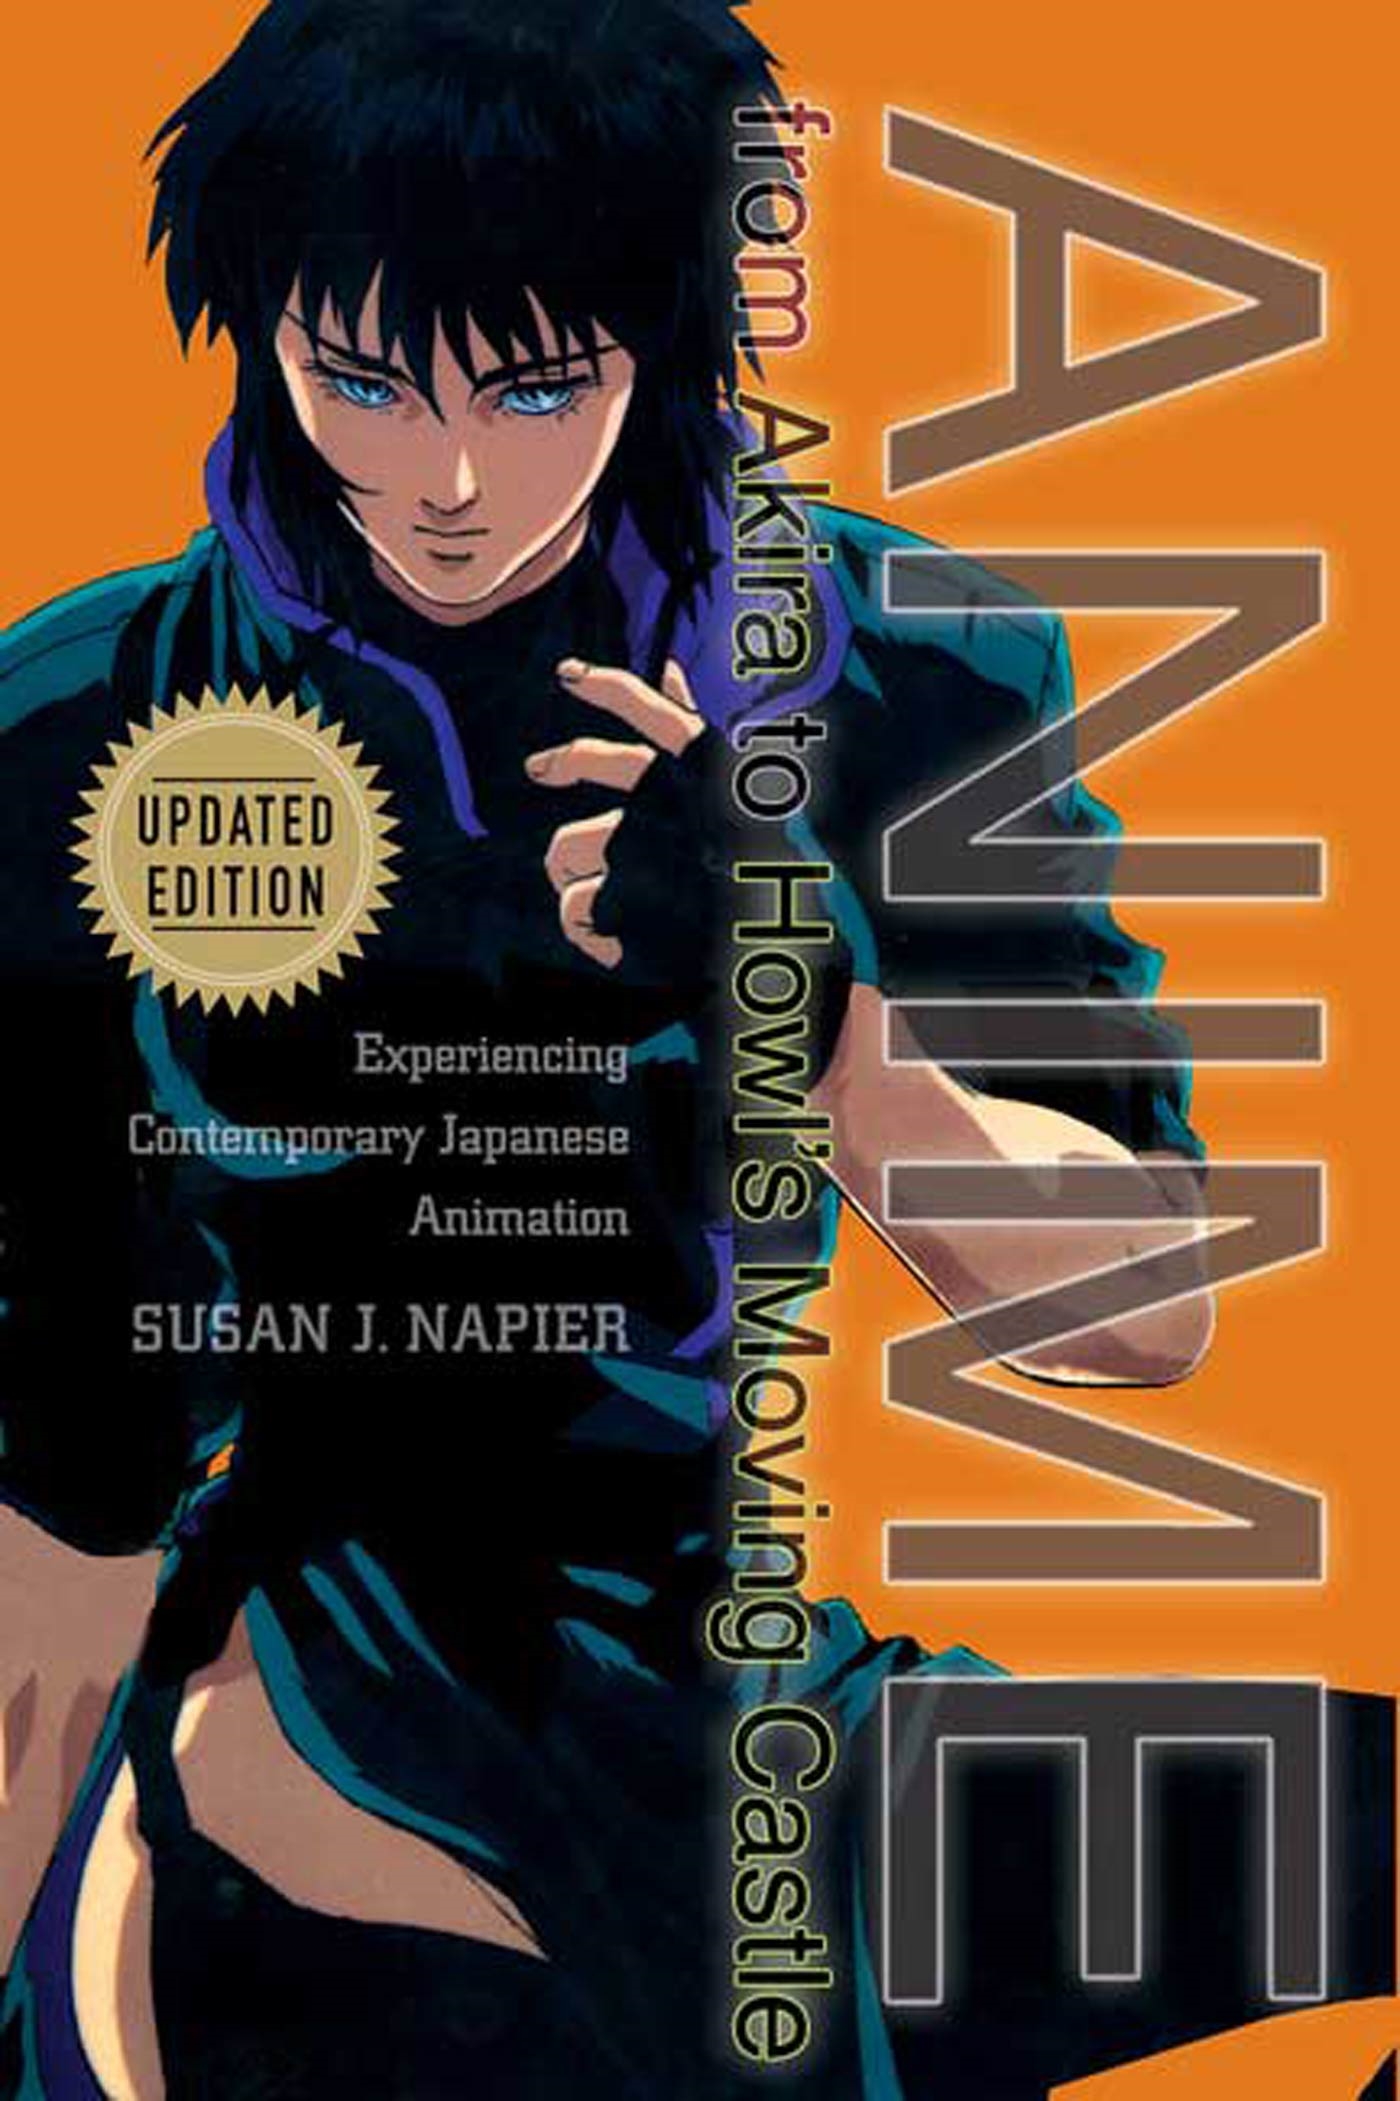 ANIME
from Akira to Howl's Moving Castle
UPDATED
EDITION
Experiencing
Contemporary Japanese
Animation
SUSAN J. NAPIER